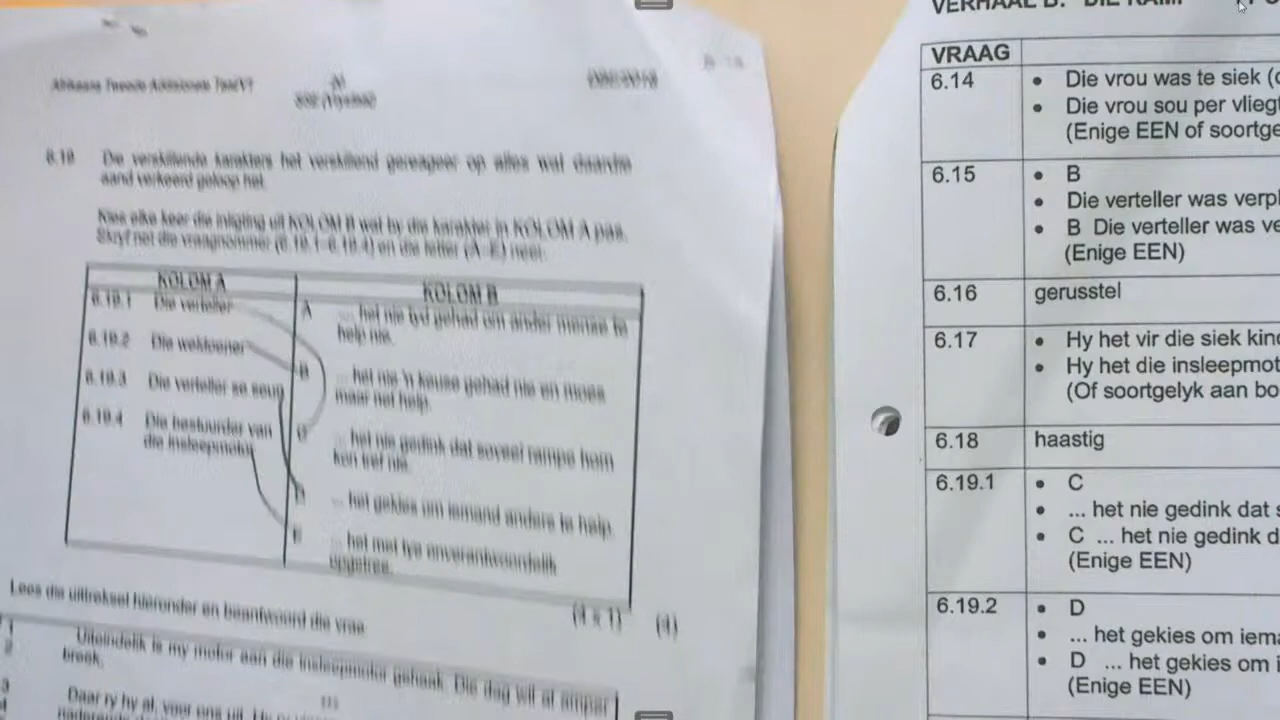 Afrikaans Tweede Addisionele Taal/V1
6.19 Die verskillende karakters het verskillend gereageer op alles wat daardie
aand verkeerd geloop het.
Kies elke keer die inligting uit KOLOM B wat by die karakter in KOLOM A pas.
Skryf net die vraagnommer (6.19.1–6.19.4) en die letter (A–E) neer.
KOLOM A
KOLOM B
6.19.1 Die verteller
6.19.2 Die weldoener
6.19.3 Die verteller se seun
6.19.4 Die bestuurder van
die insleepmotor
A ... het nie tyd gehad om ander mense te
help nie.
B ... het nie 'n keuse gehad nie en moes
maar net help.
C ... het nie gedink dat soveel rampe hom
kon tref nie.
D ... het gekies om iemand anders te help.
E ... het met tye onverantwoordelik
opgetree.
(4 x 1) (4)
Lees die uittreksel hieronder en beantwoord die vrae.
1 Uiteindelik is my motor aan die insleepmotor gehaak. Die dag wil al amper
2 breek.
3 Daar ry hy al voor ons uit.
VERHAAL B: DIE
VRAAG
6.14
• Die vrou was te siek
• Die vrou sou per
(Enige EEN of
6.15
• B
• Die verteller was
• B Die verteller was
(Enige EEN)
6.16 gerusstel
6.17
• Hy het vir die siek
• Hy het die
(Of soortgelyk aan
6.18 haastig
6.19.1
• C
• ... het nie gedink dat
• C ... het nie gedink
(Enige EEN)
6.19.2
• D
• ... het gekies om
• D ... het gekies om
(Enige EEN)